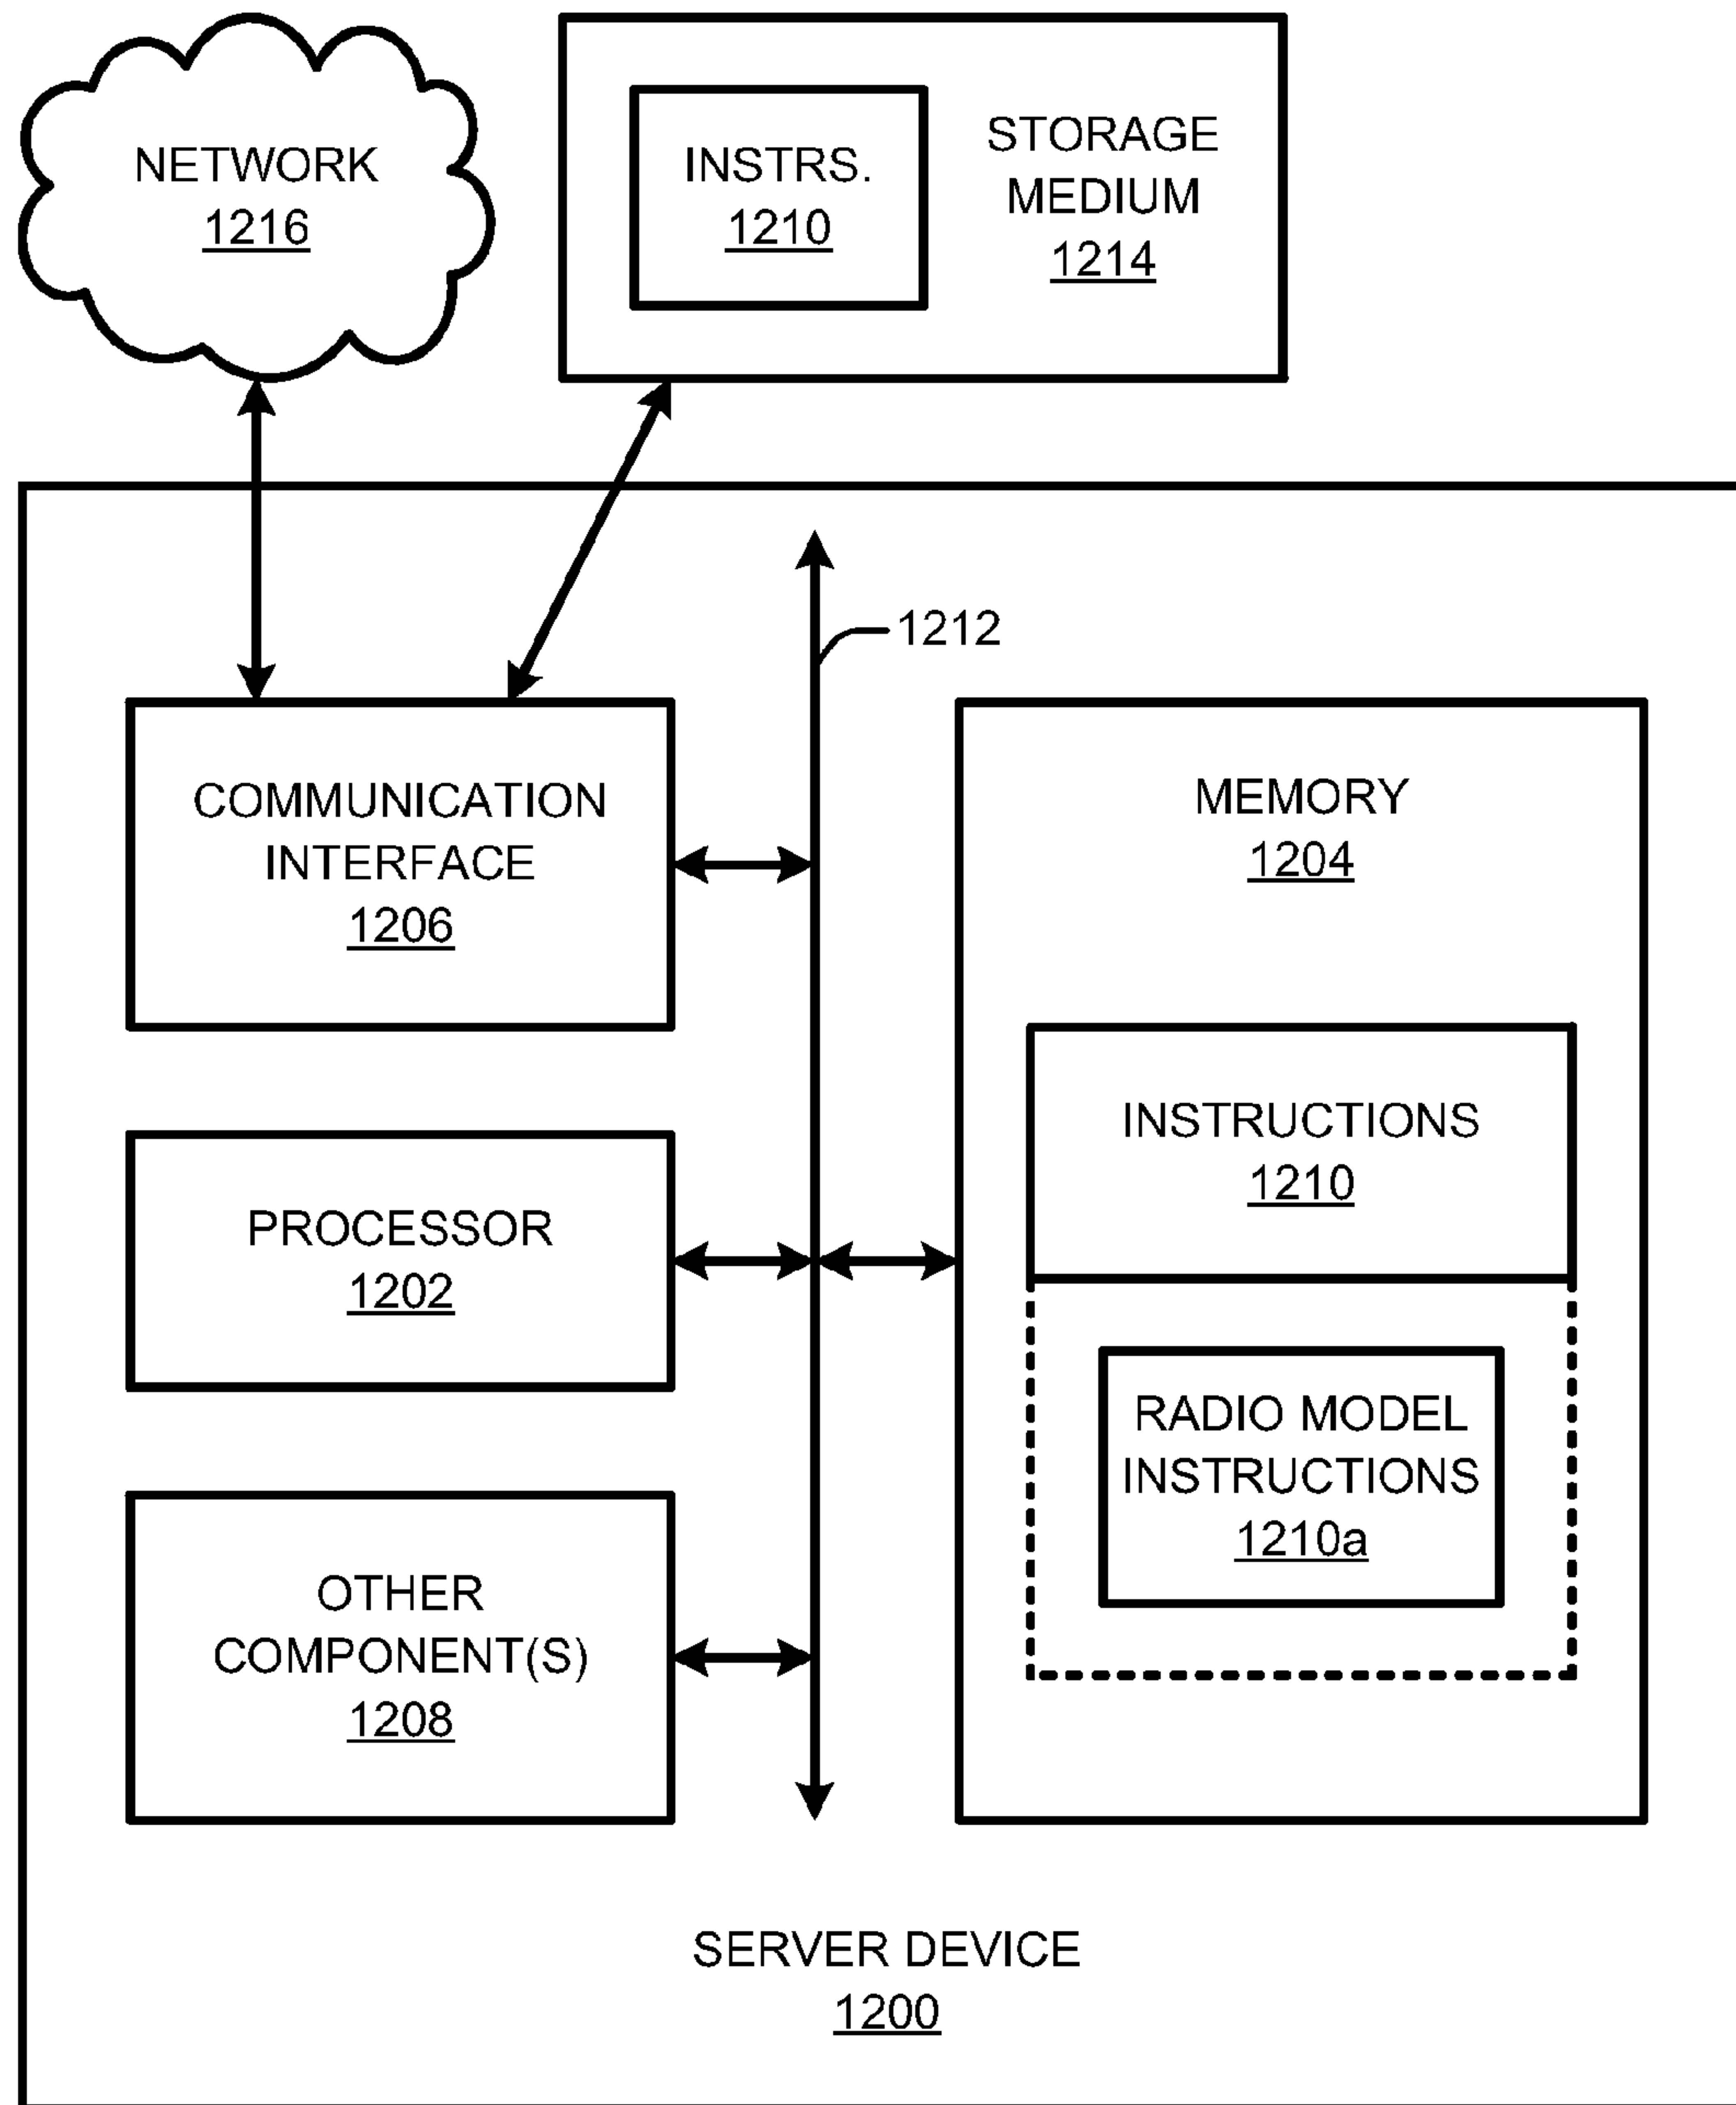 NETWORK
1216
INSTRS.
1210
STORAGE
MEDIUM
1214
1212
COMMUNICATION
INTERFACE
1206
MEMORY
1204
INSTRUCTIONS
1210
PROCESSOR
1202
RADIO MODEL
INSTRUCTIONS
1210a
OTHER
COMPONENT(S)
1208
SERVER DEVICE
1200